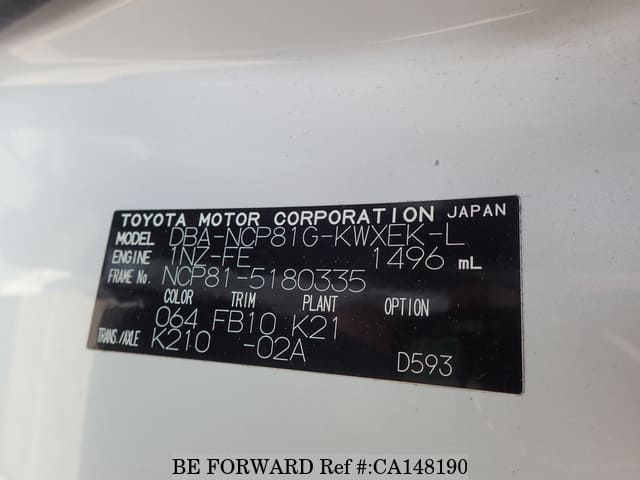 TOYOTA MOTOR CORPORATION JAPAN
MODEL DBA-NCP81G-KWXEK-L
ENGINE 1NZ-FE 1496 mL
FRAME No. NCP81-5180335
COLOR TRIM PLANT OPTION
064 FB10 K21
TRANS./AXLE K210 -02A
D593
BE FORWARD Ref #:CA148190